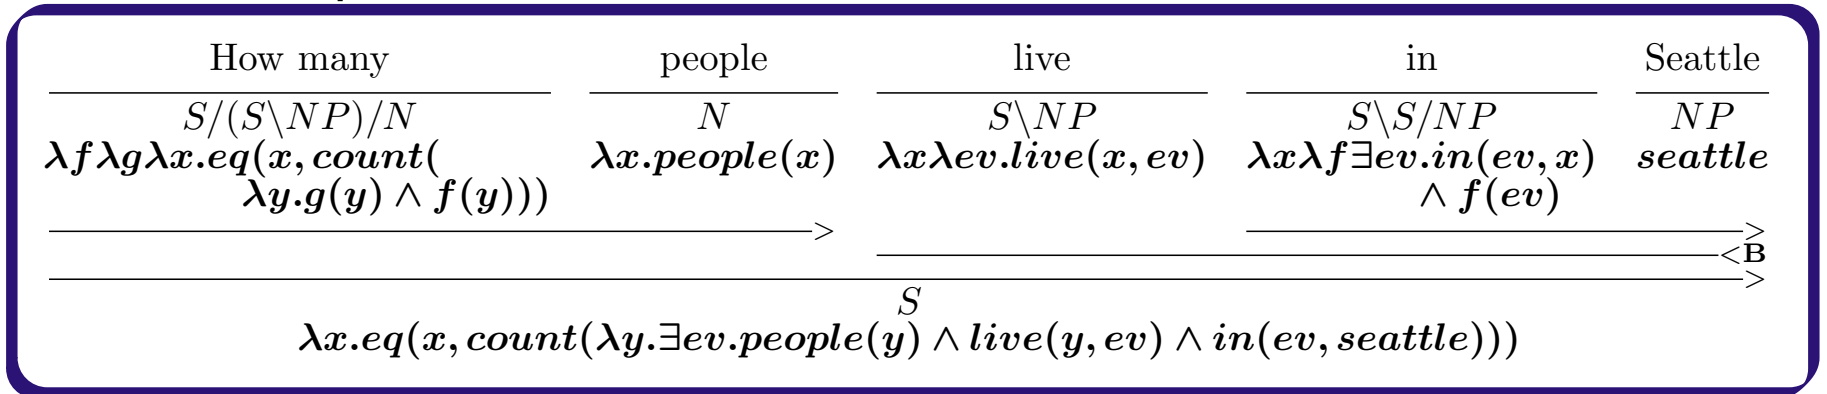 How many people live in Seattle
S/(S\NP)/N N S\NP S\S/NP NP
λfλgλx.eq(x, count( λx.people(x) λxλev.live(x, ev) λxλf∃ev.in(ev, x) seattle
λy.g(y) ∧ f(y))) ∧ f(ev)
> >
<B
>
S
λx.eq(x, count(λy.∃ev.people(y) ∧ live(y, ev) ∧ in(ev, seattle)))